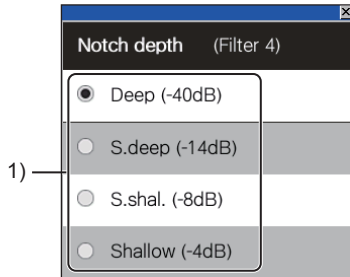 Notch depth (Filter 4)
Deep (-40dB)
S.deep (-14dB)
1)
S.shal. (-8dB)
Shallow (-4dB)